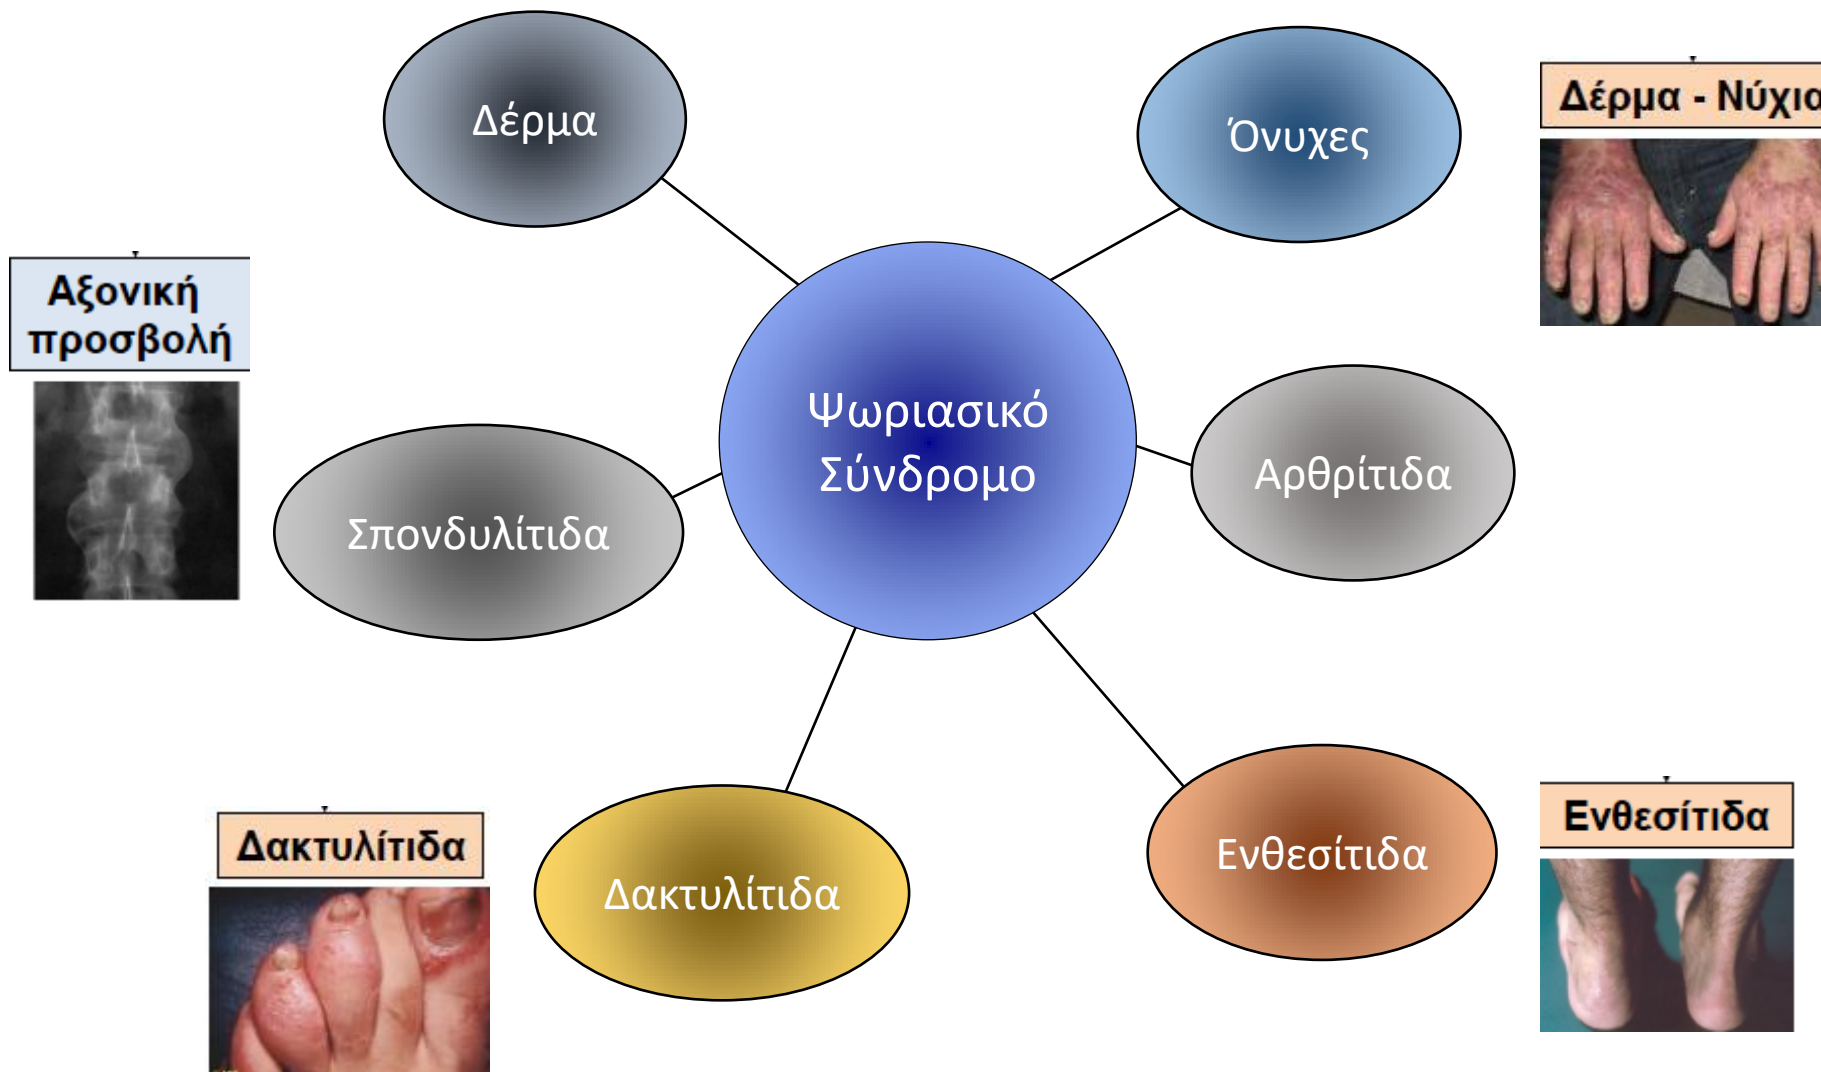 Δέρμα
Όνυχες
Δέρμα - Νύχια
Αξονική
προσβολή
Ψωριασικό
Σύνδρομο
Αρθρίτιδα
Σπονδυλίτιδα
Δακτυλίτιδα
Δακτυλίτιδα
Ενθεσίτιδα
Ενθεσίτιδα